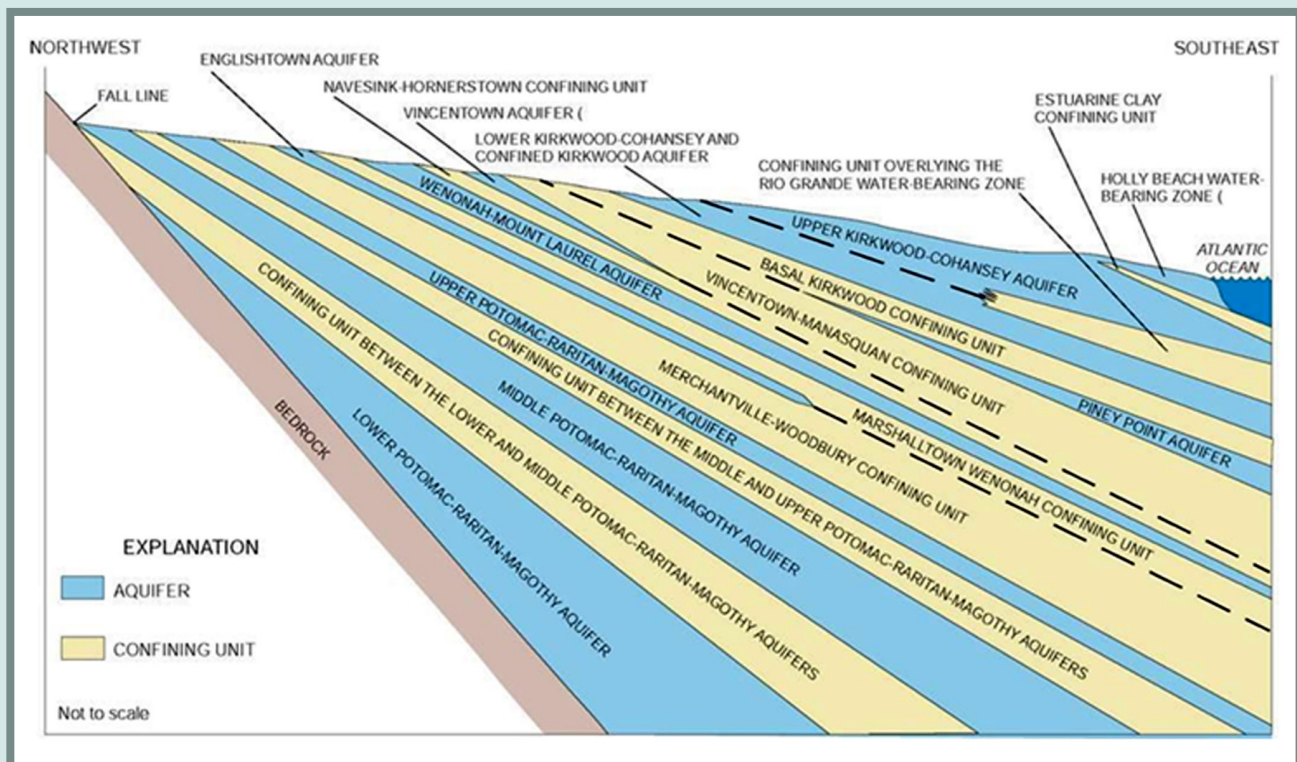 NORTHWEST
SOUTHEAST
ENGLISHTOWN AQUIFER
NAVESINK-HORNERSTOWN CONFINING UNIT
FALL LINE
VINCENTOWN AQUIFER (
LOWER KIRKWOOD-COHANSEY AND
CONFINED KIRKWOOD AQUIFER
ESTUARINE CLAY
CONFINING UNIT
CONFINING UNIT OVERLYING THE
RIO GRANDE WATER-BEARING ZONE
HOLLY BEACH WATER-
BEARING ZONE (
ATLANTIC
OCEAN
WENONAH-MOUNT LAUREL AQUIFER
UPPER KIRKWOOD-COHANSEY AQUIFER
BASAL KIRKWOOD CONFINING UNIT
VINCENTOWN-MANASQUAN CONFINING UNIT
PINEY POINT AQUIFER
MARSHALLTOWN WENONAH CONFINING UNIT
MERCHANTVILLE-WOODBURY CONFINING UNIT
UPPER POTOMAC-RARITAN-MAGOTHY AQUIFER
CONFINING UNIT BETWEEN THE MIDDLE AND UPPER POTOMAC-RARITAN-MAGOTHY AQUIFERS
MIDDLE POTOMAC-RARITAN-MAGOTHY AQUIFER
CONFINING UNIT BETWEEN THE LOWER AND MIDDLE POTOMAC-RARITAN-MAGOTHY AQUIFERS
LOWER POTOMAC-RARITAN-MAGOTHY AQUIFER
BEDROCK
EXPLANATION
AQUIFER
CONFINING UNIT
Not to scale